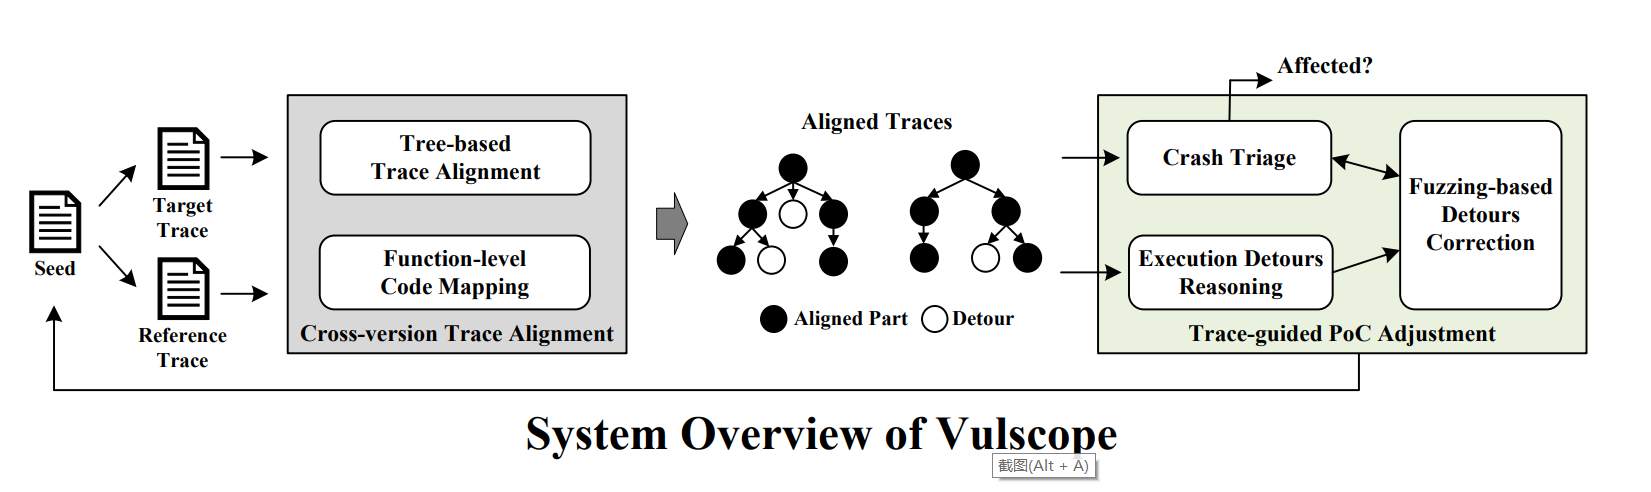 Affected?
Seed
Target
Trace
Reference
Trace
Tree-based
Trace Alignment
Function-level
Code Mapping
Cross-version Trace Alignment
Aligned Traces
Aligned Part
Detour
Crash Triage
Execution Detours
Reasoning
Fuzzing-based
Detours
Correction
Trace-guided PoC Adjustment
System Overview of Vulscope
截图(Alt + A)